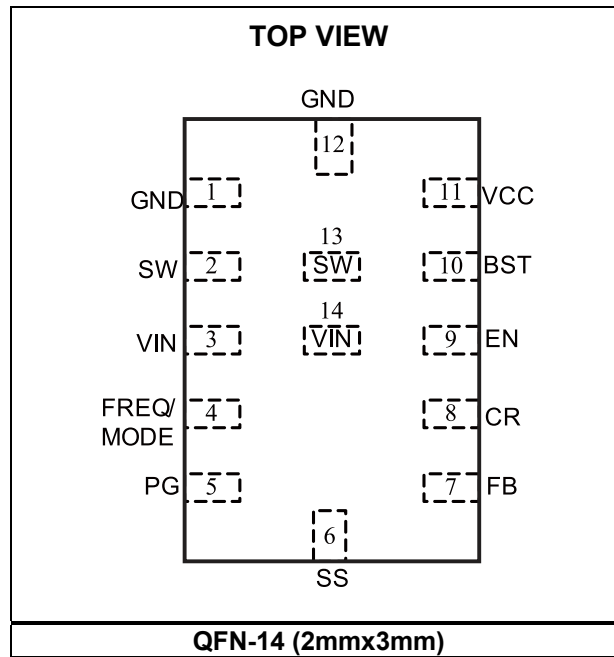 TOP VIEW
GND
12
GND 1
11 VCC
13
SW 2
SW
10 BST
14
VIN 3
VIN
9 EN
FREQ/
MODE
4
8 CR
PG 5
7 FB
6
SS
QFN-14 (2mmx3mm)